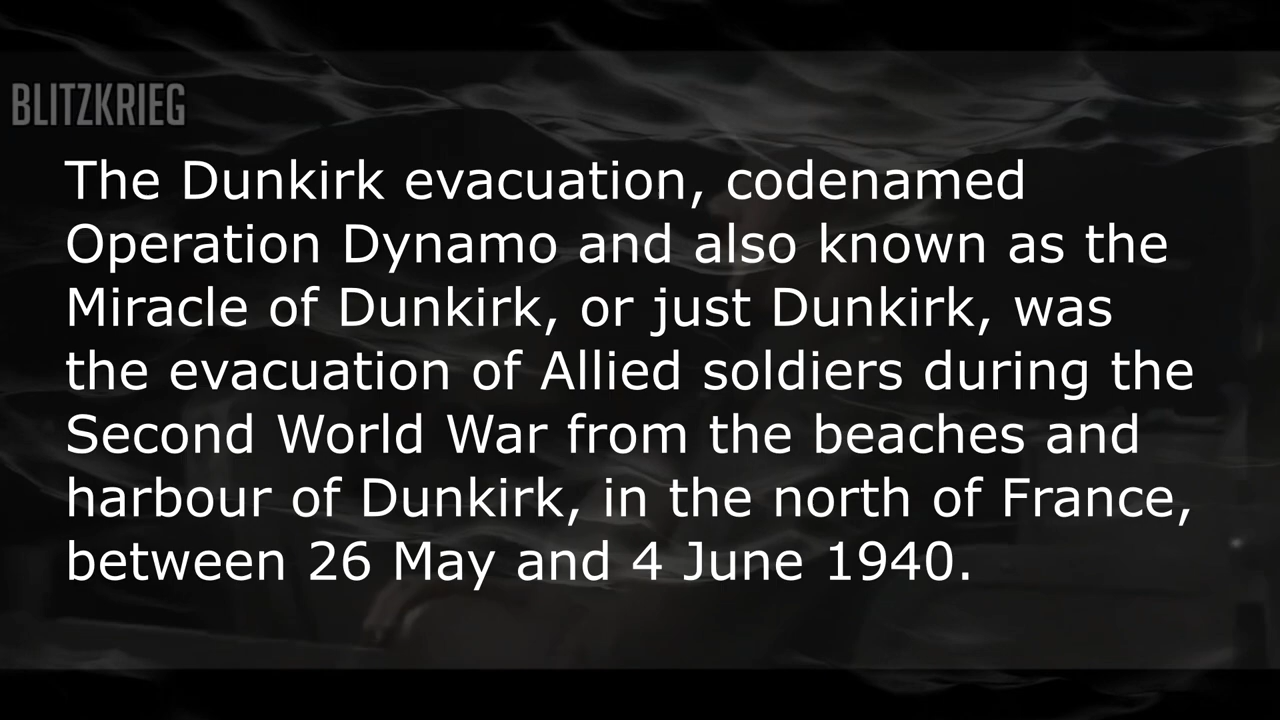 BLITZKRIEG
The Dunkirk evacuation, codenamed
Operation Dynamo and also known as the
Miracle of Dunkirk, or just Dunkirk, was
the evacuation of Allied soldiers during the
Second World War from the beaches and
harbour of Dunkirk, in the north of France,
between 26 May and 4 June 1940.